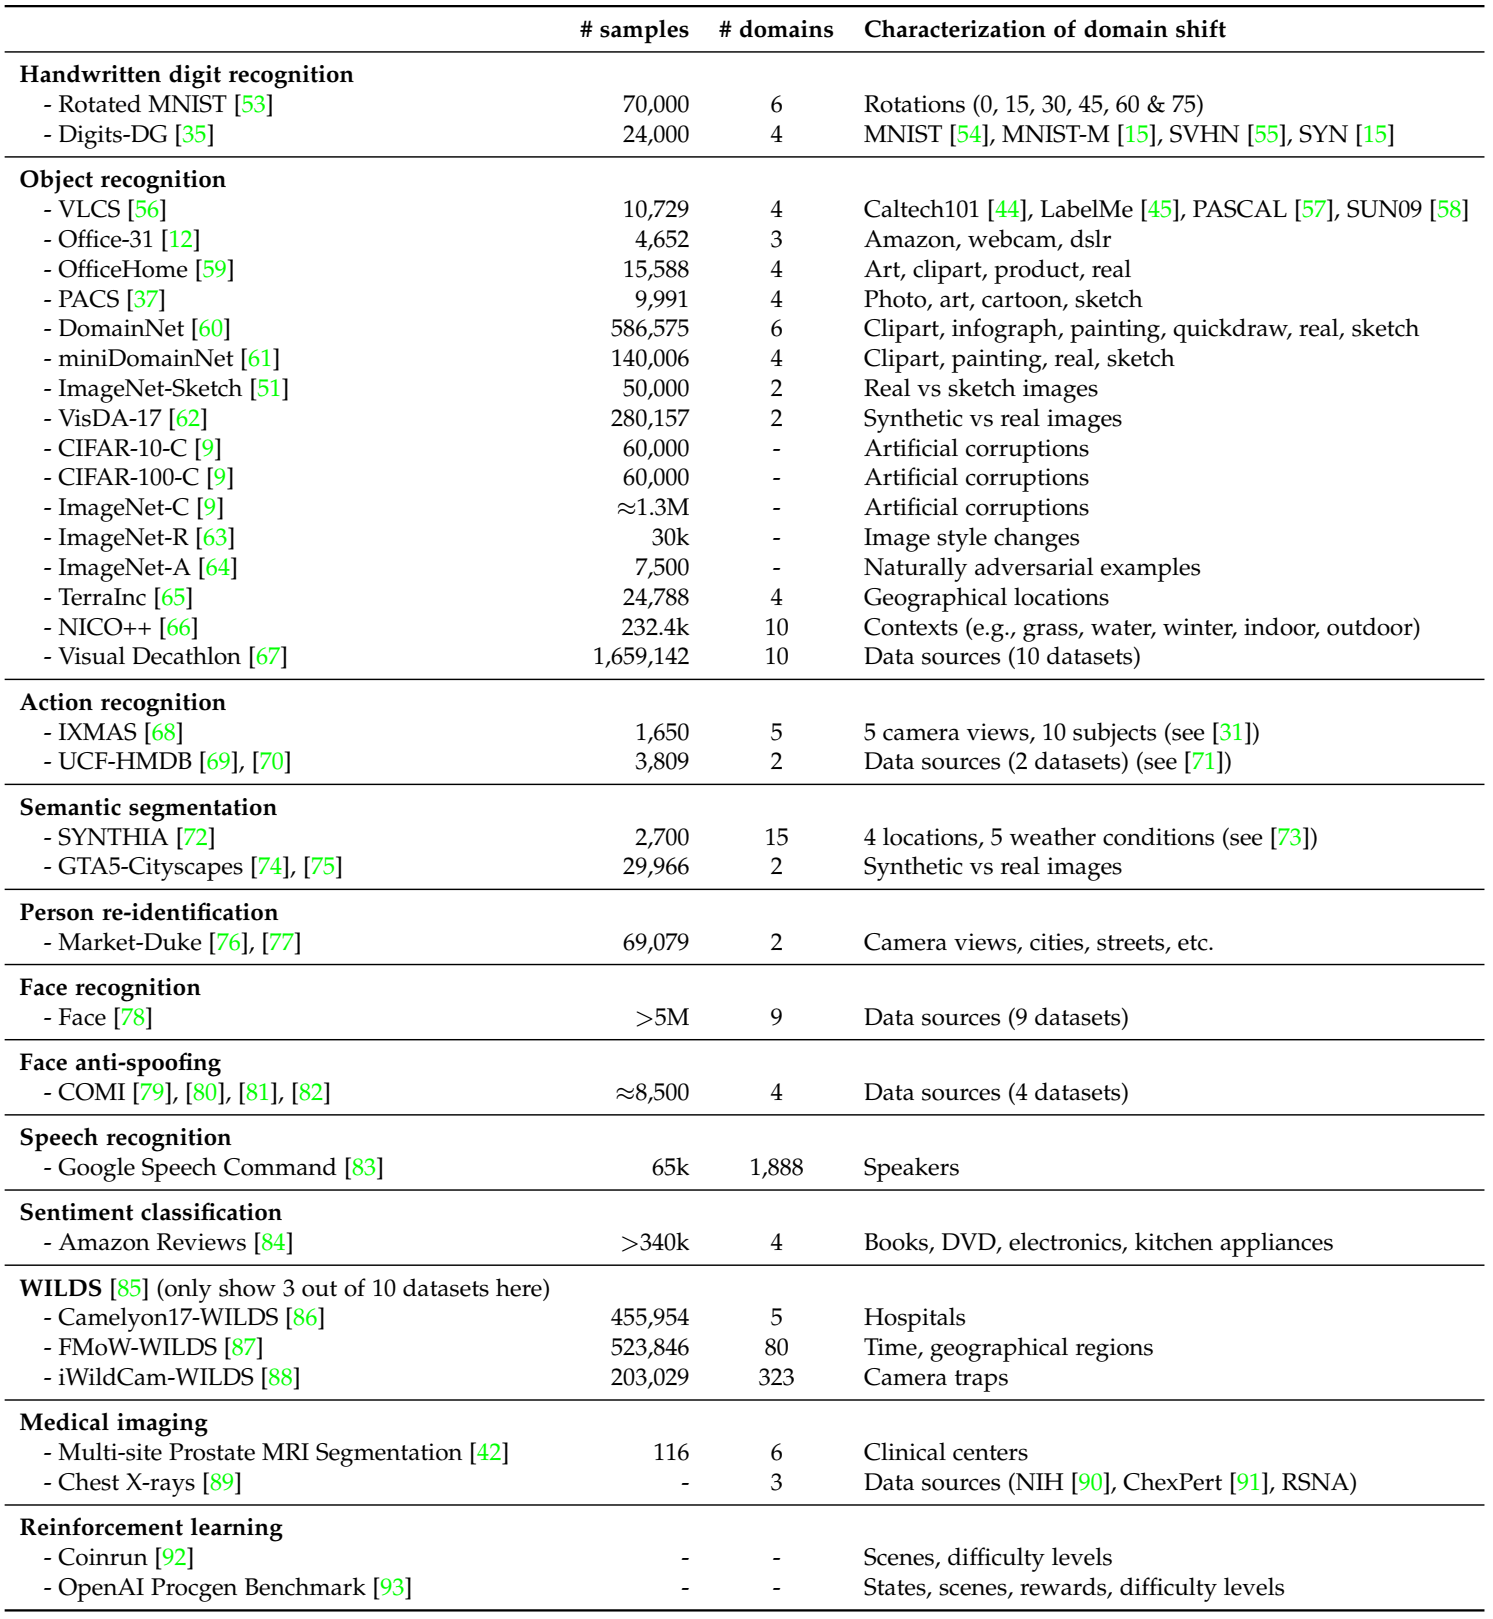 # samples # domains Characterization of domain shift
Handwritten digit recognition
- Rotated MNIST [53] 70,000 6 Rotations (0, 15, 30, 45, 60 & 75)
- Digits-DG [35] 24,000 4 MNIST [54], MNIST-M [15], SVHN [55], SYN [15]
Object recognition
- VLCS [56] 10,729 4 Caltech101 [44], LabelMe [45], PASCAL [57], SUN09 [58]
- Office-31 [12] 4,652 3 Amazon, webcam, dslr
- OfficeHome [59] 15,588 4 Art, clipart, product, real
- PACS [37] 9,991 4 Photo, art, cartoon, sketch
- DomainNet [60] 586,575 6 Clipart, infograph, painting, quickdraw, real, sketch
- miniDomainNet [61] 140,006 4 Clipart, painting, real, sketch
- ImageNet-Sketch [51] 50,000 2 Real vs sketch images
- VisDA-17 [62] 280,157 2 Synthetic vs real images
- CIFAR-10-C [9] 60,000 - Artificial corruptions
- CIFAR-100-C [9] 60,000 - Artificial corruptions
- ImageNet-C [9] ≈1.3M - Artificial corruptions
- ImageNet-R [63] 30k - Image style changes
- ImageNet-A [64] 7,500 - Naturally adversarial examples
- TerraInc [65] 24,788 4 Geographical locations
- NICO++ [66] 232.4k 10 Contexts (e.g., grass, water, winter, indoor, outdoor)
- Visual Decathlon [67] 1,659,142 10 Data sources (10 datasets)
Action recognition
- IXMAS [68] 1,650 5 5 camera views, 10 subjects (see [31])
- UCF-HMDB [69], [70] 3,809 2 Data sources (2 datasets) (see [71])
Semantic segmentation
- SYNTHIA [72] 2,700 15 4 locations, 5 weather conditions (see [73])
- GTA5-Cityscapes [74], [75] 29,966 2 Synthetic vs real images
Person re-identification
- Market-Duke [76], [77] 69,079 2 Camera views, cities, streets, etc.
Face recognition
- Face [78] >5M 9 Data sources (9 datasets)
Face anti-spoofing
- COMI [79], [80], [81], [82] ≈8,500 4 Data sources (4 datasets)
Speech recognition
- Google Speech Command [83] 65k 1,888 Speakers
Sentiment classification
- Amazon Reviews [84] >340k 4 Books, DVD, electronics, kitchen appliances
WILDS [85] (only show 3 out of 10 datasets here)
- Camelyon17-WILDS [86] 455,954 5 Hospitals
- FMoW-WILDS [87] 523,846 80 Time, geographical regions
- iWildCam-WILDS [88] 203,029 323 Camera traps
Medical imaging
- Multi-site Prostate MRI Segmentation [42] 116 6 Clinical centers
- Chest X-rays [89] - 3 Data sources (NIH [90], ChexPert [91], RSNA)
Reinforcement learning
- Coinrun [92] - - Scenes, difficulty levels
- OpenAI Procgen Benchmark [93] - - States, scenes, rewards, difficulty levels